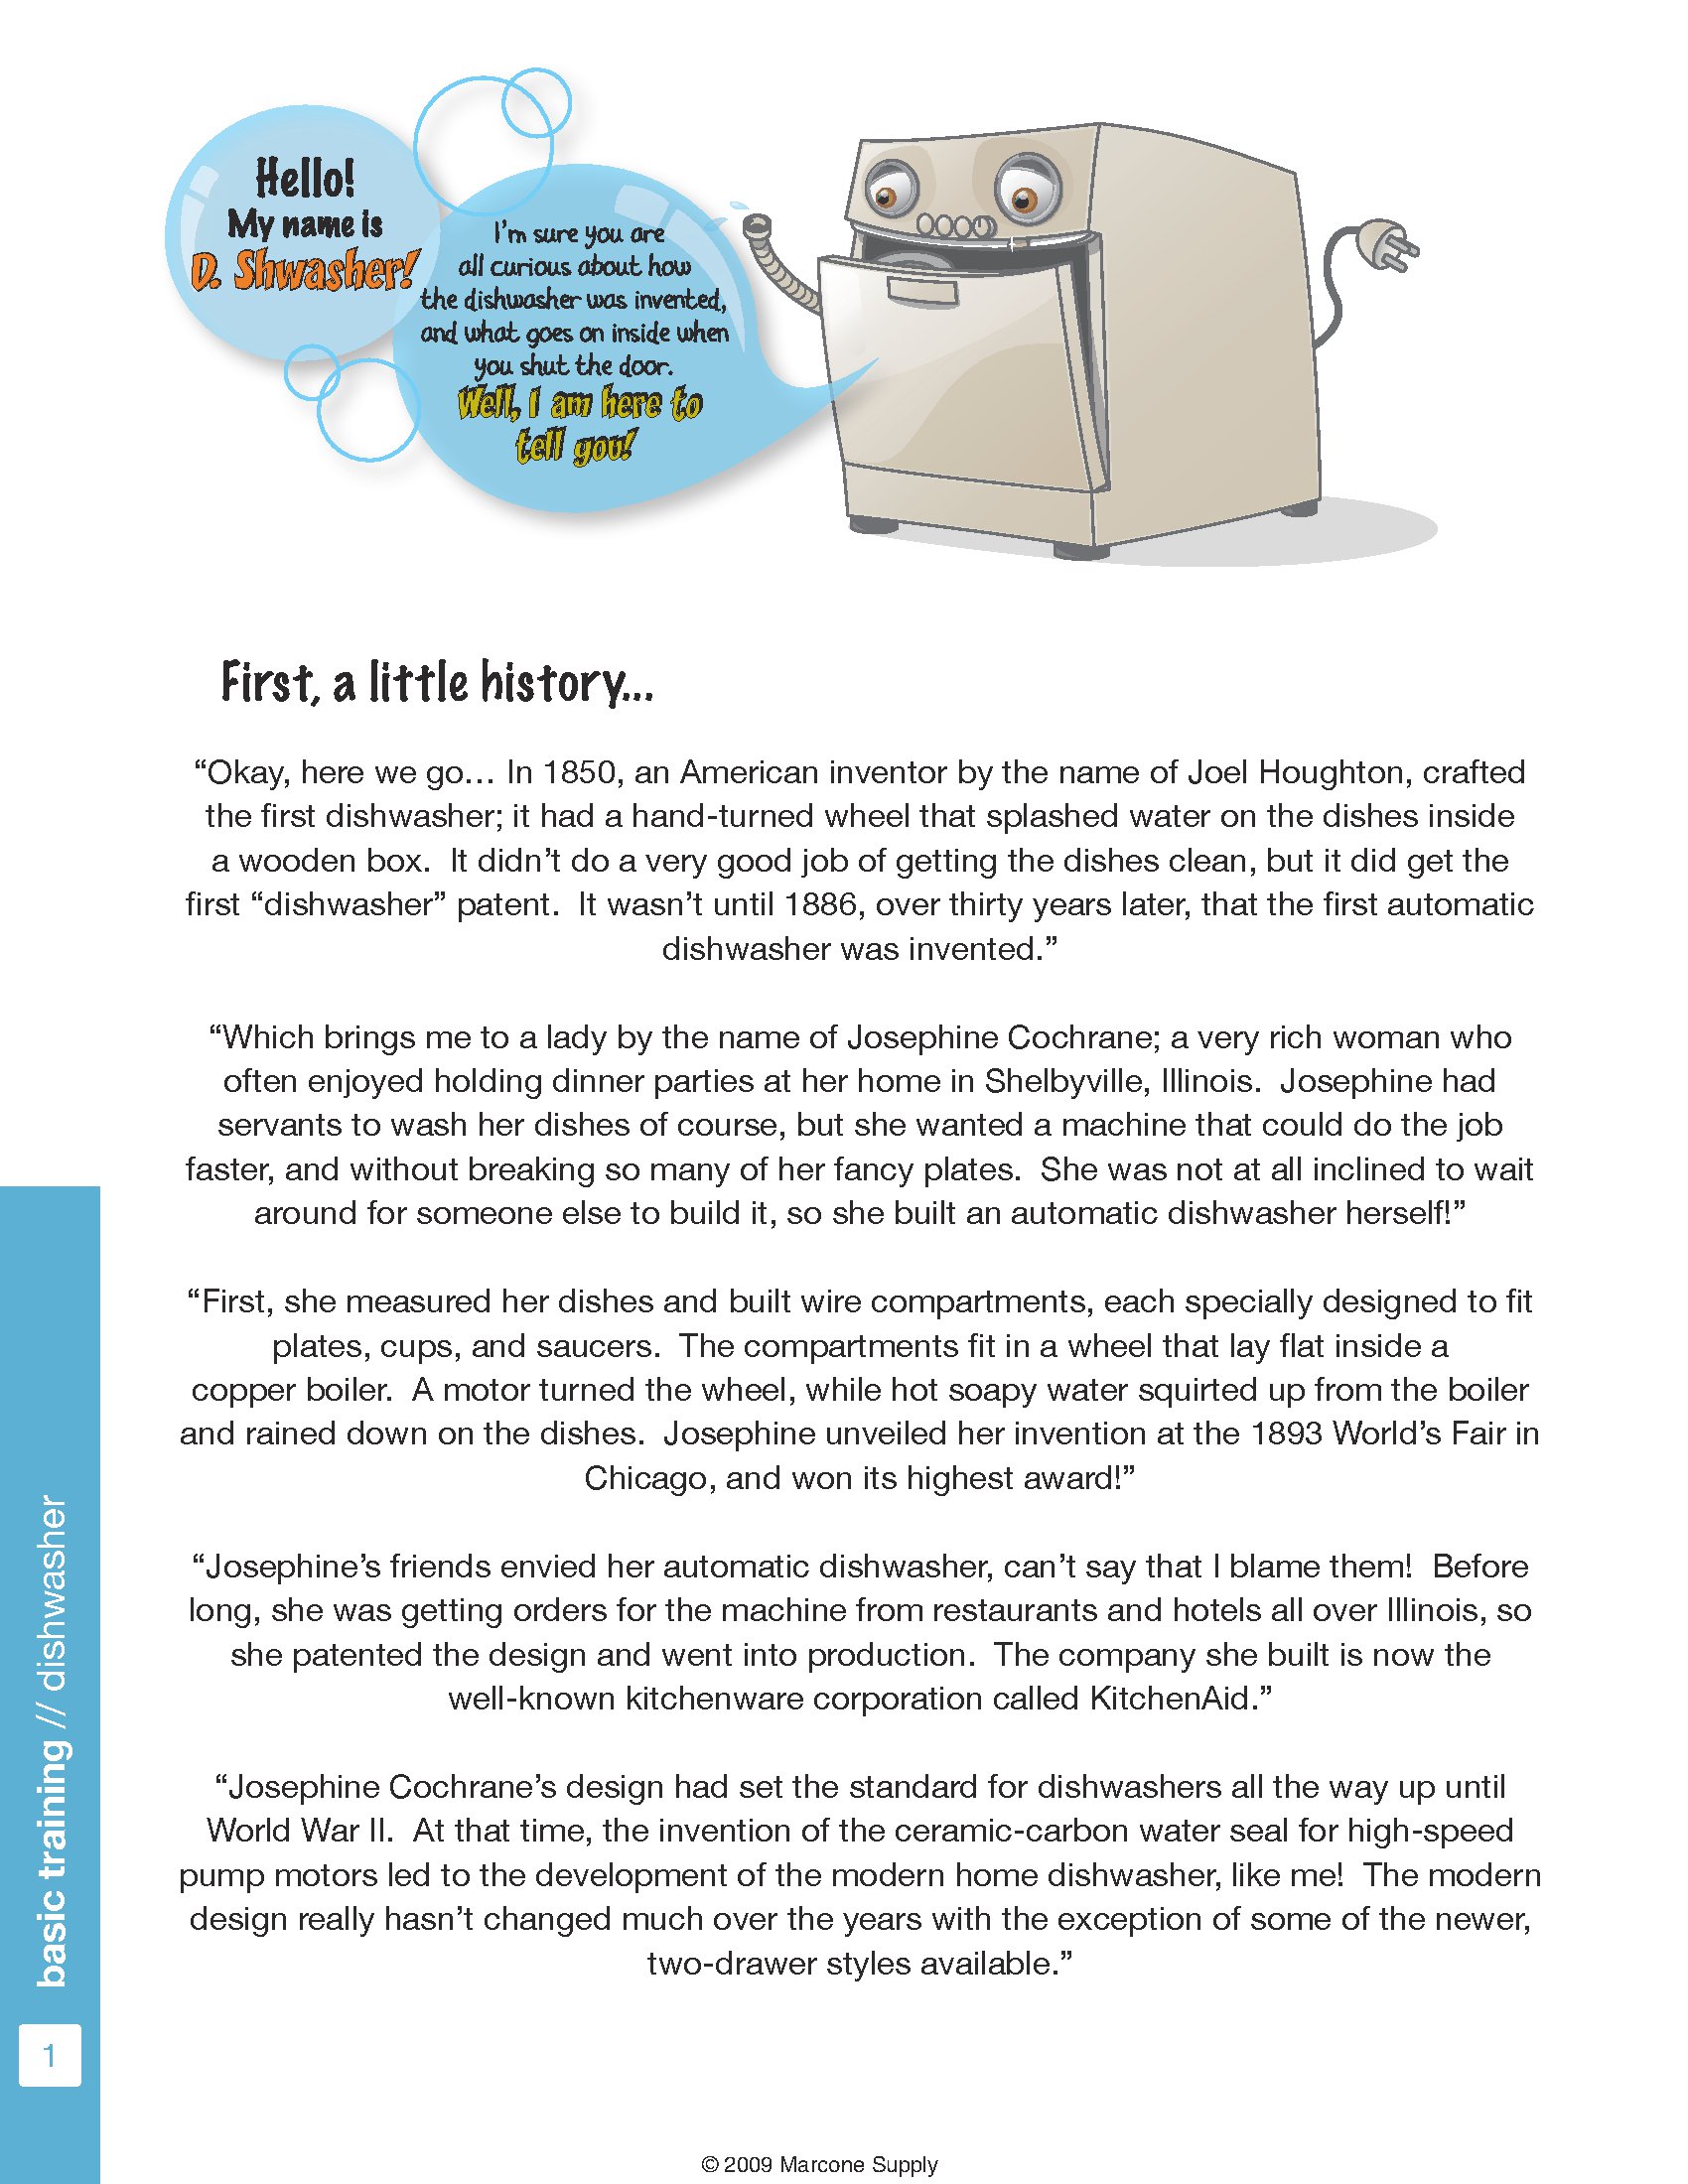 Hello!
My name is
D. Shwasher!
I'm sure you are
all curious about how
the dishwasher was invented,
and what goes on inside when
you shut the door.
Well, I am here to
tell you!
First, a little history...
“Okay, here we go… In 1850, an American inventor by the name of Joel Houghton, crafted
the first dishwasher; it had a hand-turned wheel that splashed water on the dishes inside
a wooden box.  It didn’t do a very good job of getting the dishes clean, but it did get the
first “dishwasher” patent.  It wasn’t until 1886, over thirty years later, that the first automatic
dishwasher was invented.”
“Which brings me to a lady by the name of Josephine Cochrane; a very rich woman who
often enjoyed holding dinner parties at her home in Shelbyville, Illinois.  Josephine had
servants to wash her dishes of course, but she wanted a machine that could do the job
faster, and without breaking so many of her fancy plates.  She was not at all inclined to wait
around for someone else to build it, so she built an automatic dishwasher herself!”
“First, she measured her dishes and built wire compartments, each specially designed to fit
plates, cups, and saucers.  The compartments fit in a wheel that lay flat inside a
copper boiler.  A motor turned the wheel, while hot soapy water squirted up from the boiler
and rained down on the dishes.  Josephine unveiled her invention at the 1893 World’s Fair in
Chicago, and won its highest award!”
“Josephine’s friends envied her automatic dishwasher, can’t say that I blame them!  Before
long, she was getting orders for the machine from restaurants and hotels all over Illinois, so
she patented the design and went into production.  The company she built is now the
well-known kitchenware corporation called KitchenAid.”
“Josephine Cochrane’s design had set the standard for dishwashers all the way up until
World War II.  At that time, the invention of the ceramic-carbon water seal for high-speed
pump motors led to the development of the modern home dishwasher, like me!  The modern
design really hasn’t changed much over the years with the exception of some of the newer,
two-drawer styles available.”
basic training // dishwasher
1
© 2009 Marcone Supply